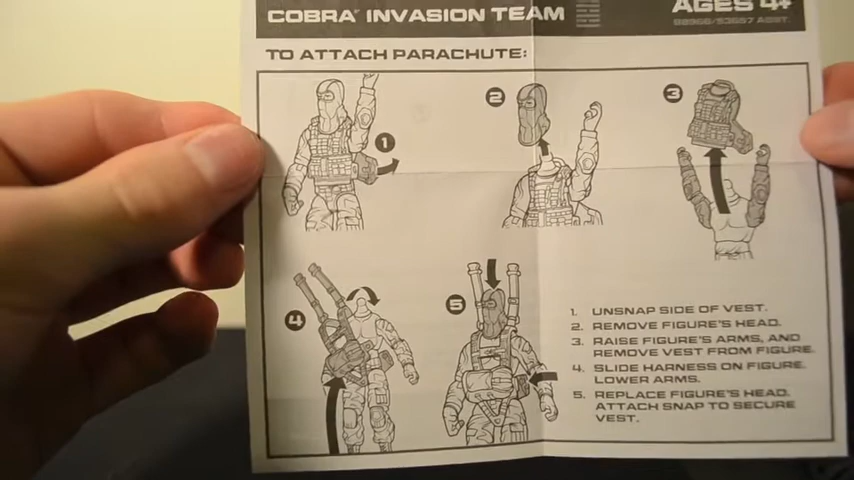 COBRA INVASION TEAM
AGES 4+
TO ATTACH PARACHUTE:
1
2
3
4
5
1. UNSNAP SIDE OF VEST.
2. REMOVE FIGURE'S HEAD.
3. RAISE FIGURE'S ARMS, AND
REMOVE VEST FROM FIGURE.
4. SLIDE HARNESS ON FIGURE.
LOWER ARMS.
5. REPLACE FIGURE'S HEAD.
ATTACH SNAP TO SECURE
VEST.